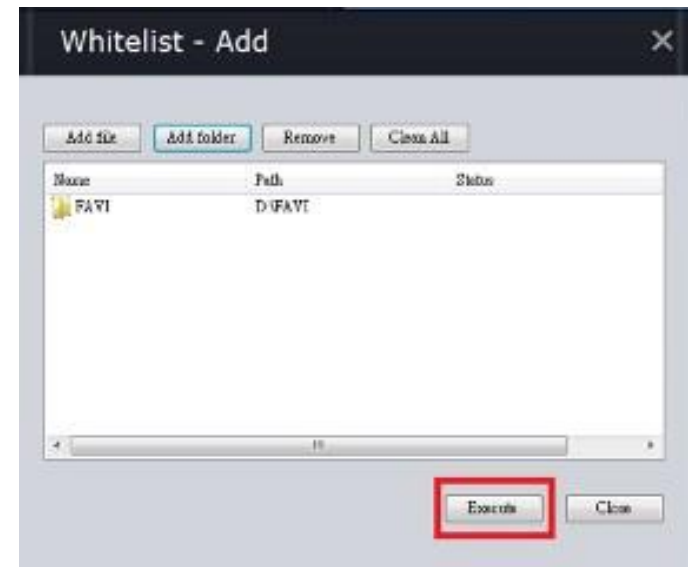 Whitelist - Add
Add file Add folder Remove Clean All
Name Path Status
FAVI D:\FAVI
Execute Close